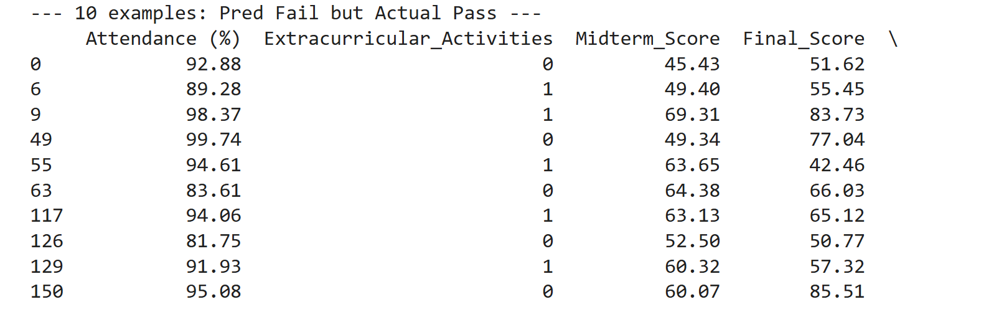 --- 10 examples: Pred Fail but Actual Pass ---
     Attendance (%)  Extracurricular_Activities  Midterm_Score  Final_Score  \
0             92.88                           0          45.43        51.62
6             89.28                           1          49.40        55.45
9             98.37                           1          69.31        83.73
49            99.74                           0          49.34        77.04
55            94.61                           1          63.65        42.46
63            83.61                           0          64.38        66.03
117           94.06                           1          63.13        65.12
126           81.75                           0          52.50        50.77
129           91.93                           1          60.32        57.32
150           95.08                           0          60.07        85.51